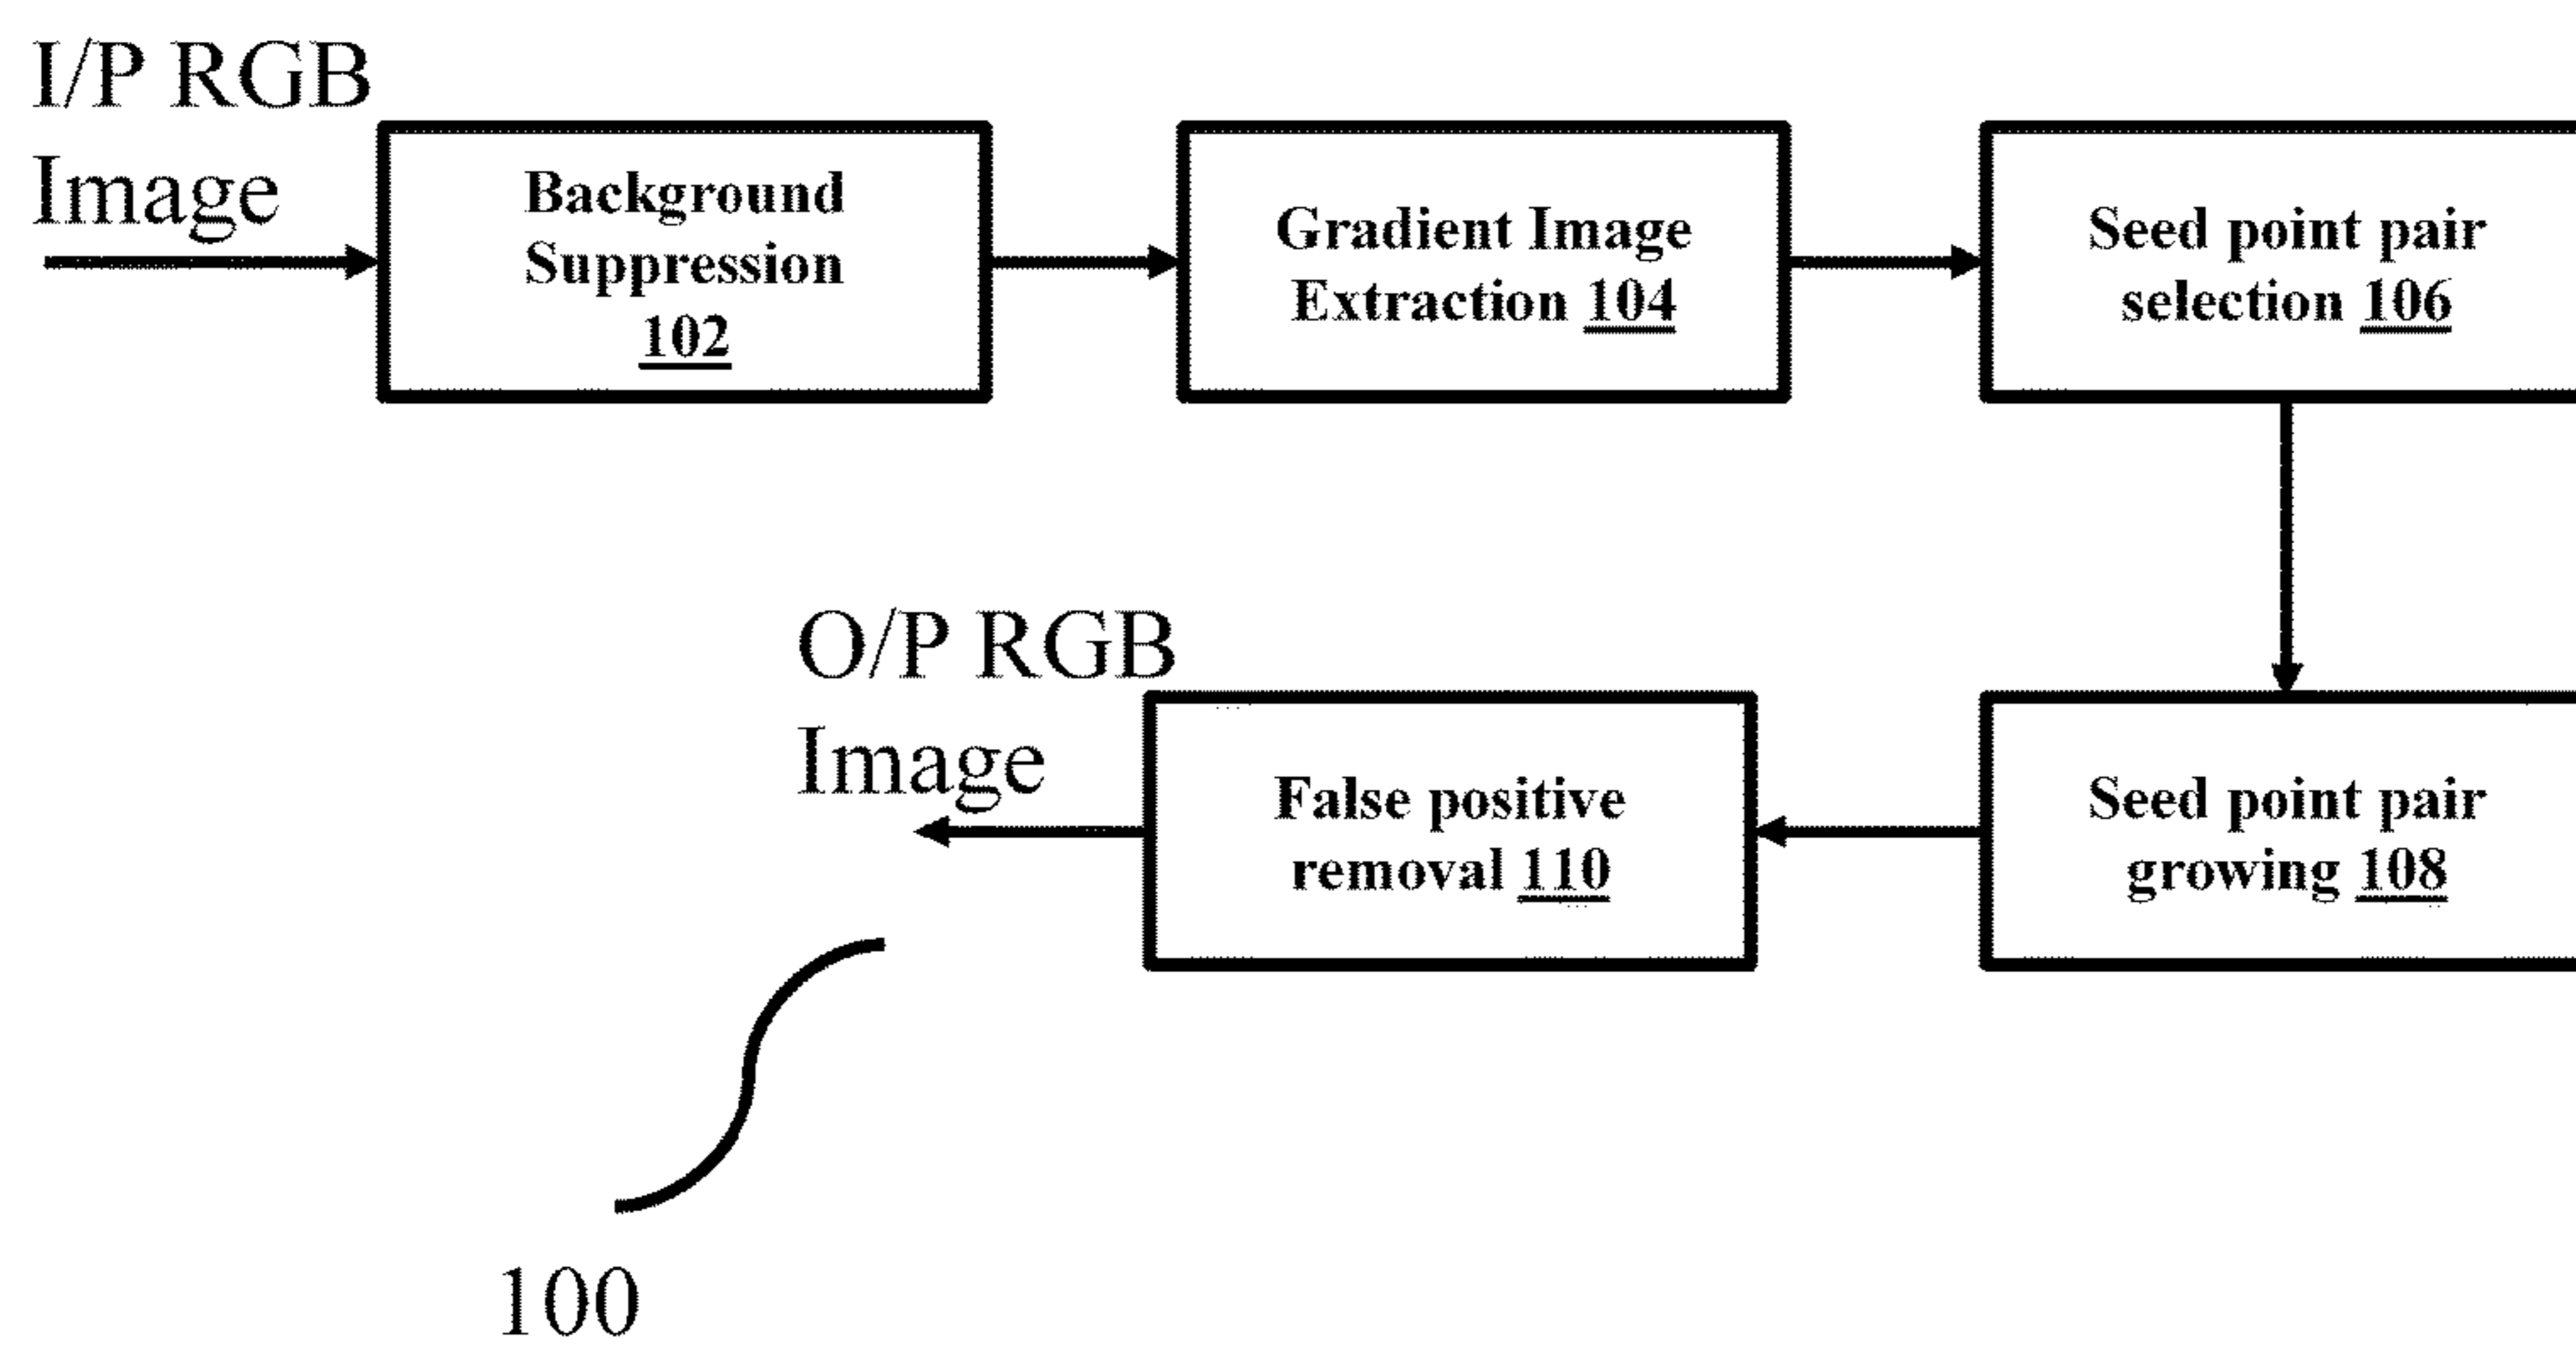 I/P RGB
Image
Background
Suppression
102
Gradient Image
Extraction 104
Seed point pair
selection 106
O/P RGB
Image
False positive
removal 110
Seed point pair
growing 108
100